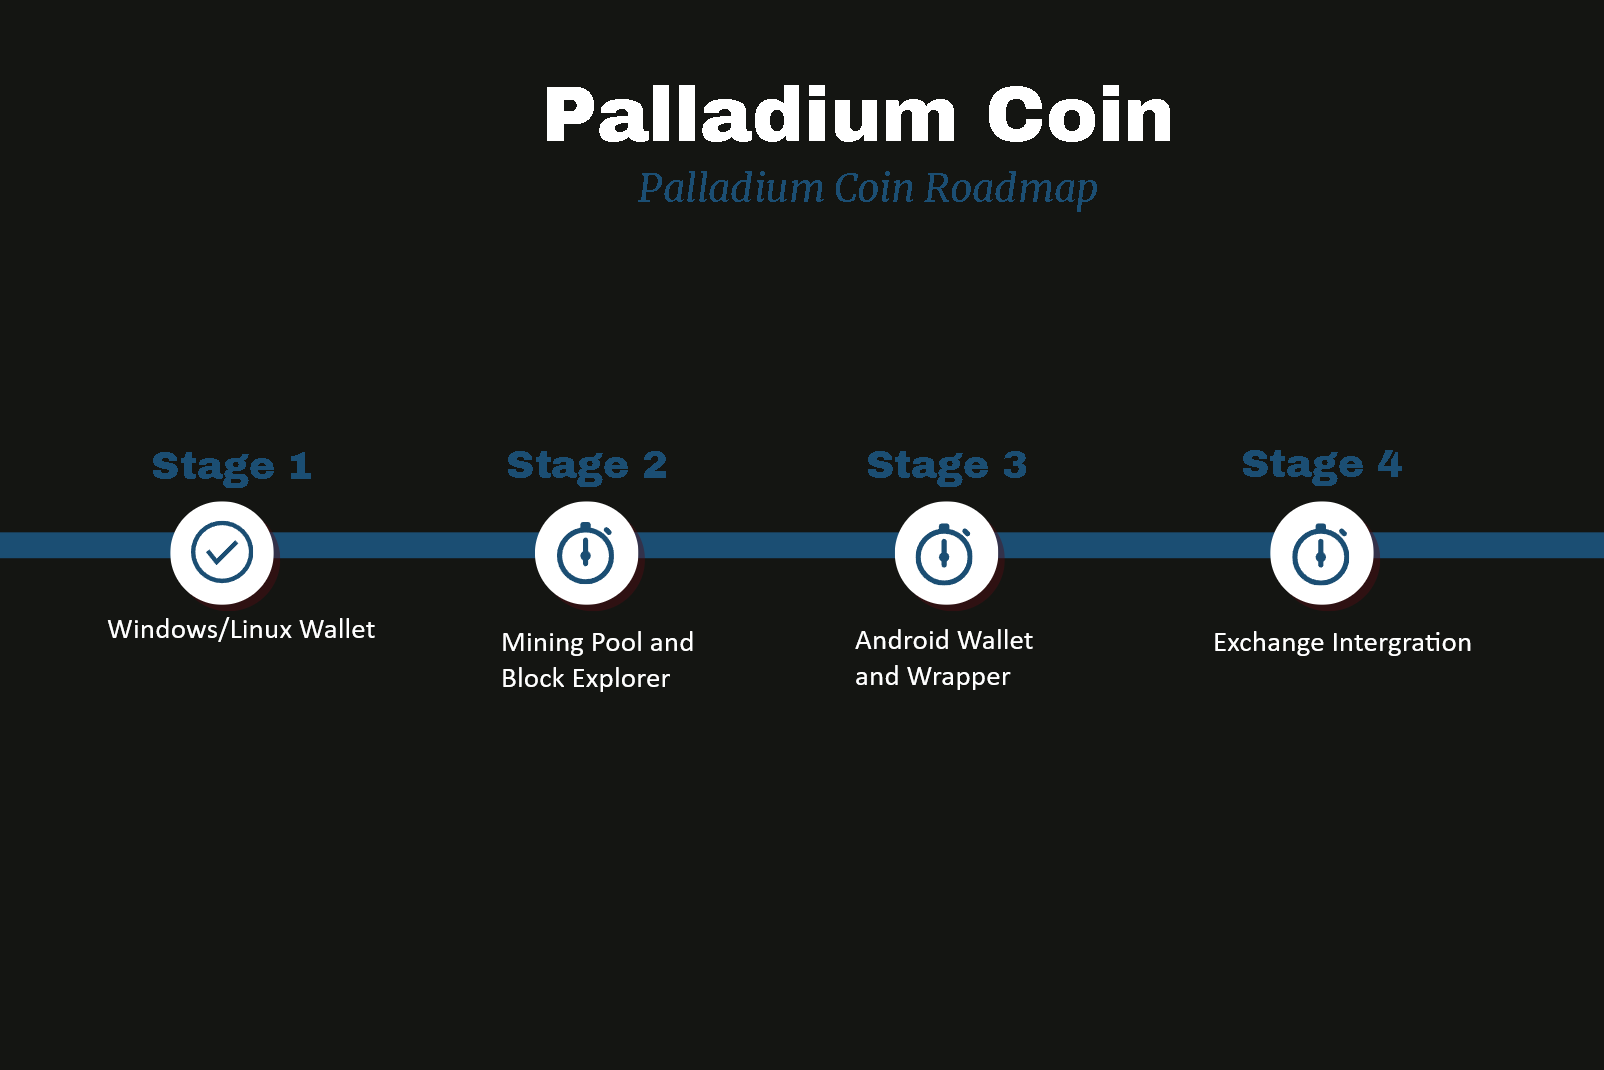 Palladium Coin
Palladium Coin Roadmap
Stage 1
Stage 2
Stage 3
Stage 4
Windows/Linux Wallet
Mining Pool and
Block Explorer
Android Wallet
and Wrapper
Exchange Intergration